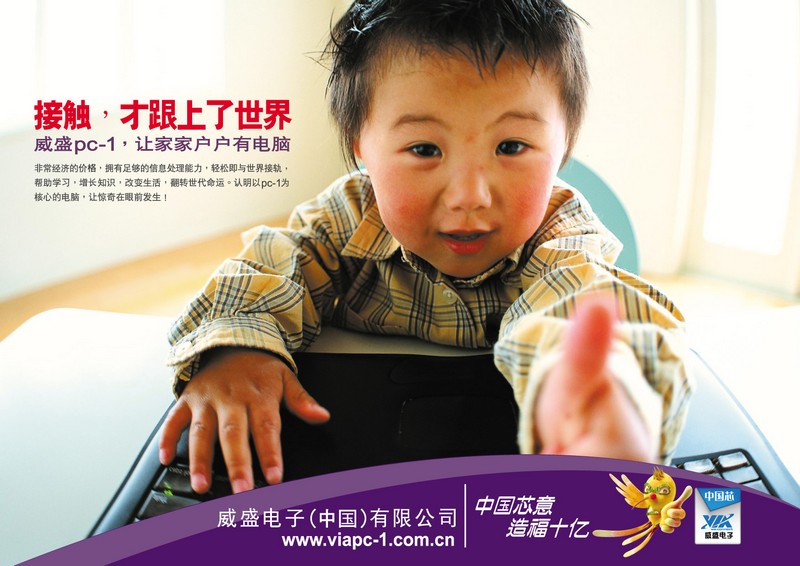 接触，才跟上了世界
威盛pc-1，让家家户户有电脑
非常经济的价格，拥有足够的信息处理能力，轻松即与世界接轨，
帮助学习，增长知识，改变生活，翻转世代命运。认明以pc-1为
核心的电脑，让惊奇在眼前发生！
威盛电子（中国）有限公司
www.viapc-1.com.cn
中国芯意
造福十亿
中国芯
VIA
威盛电子